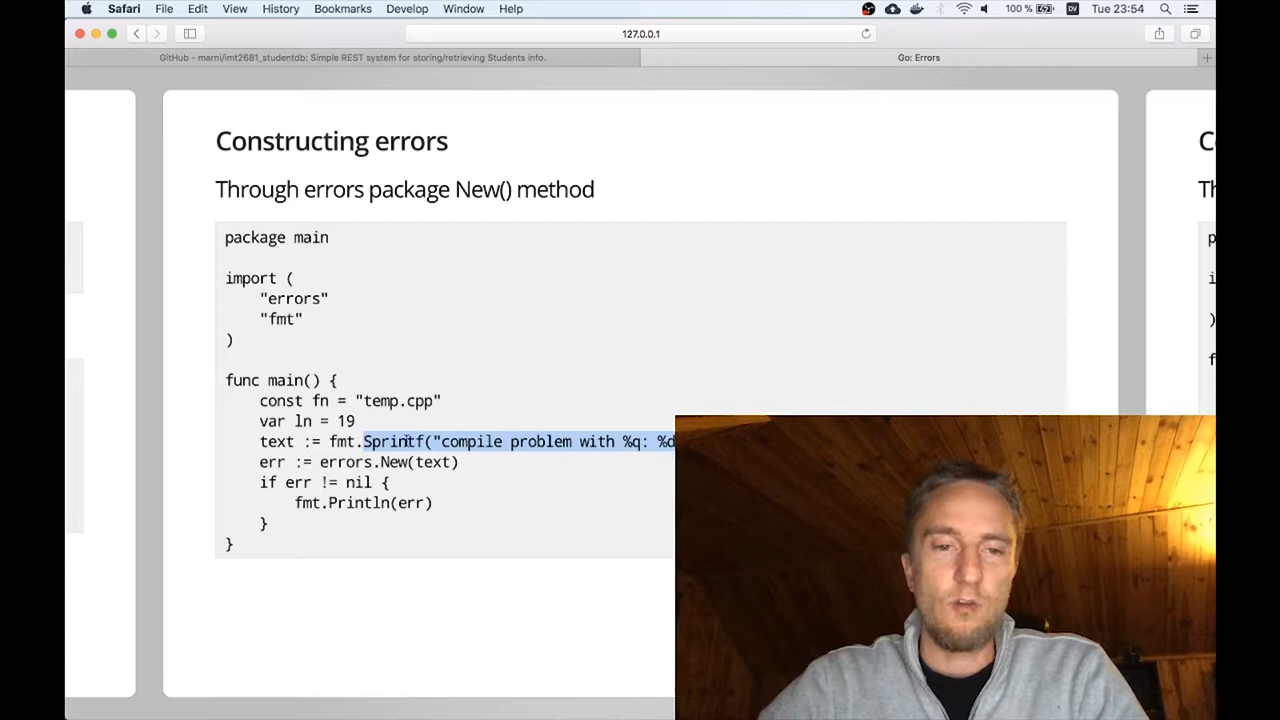 Safari File Edit View History Bookmarks Develop Window Help 100 % DV Tue 23:54
127.0.0.1
GitHub - marni/imt2681_studentdb: Simple REST system for storing/retrieving Students info. Go: Errors
Constructing errors
Through errors package New() method
package main
import (
"errors"
"fmt"
)
func main() {
const fn = "temp.cpp"
var ln = 19
text := fmt.Sprintf("compile problem with %q: %d
err := errors.New(text)
if err != nil {
fmt.Println(err)
}
}